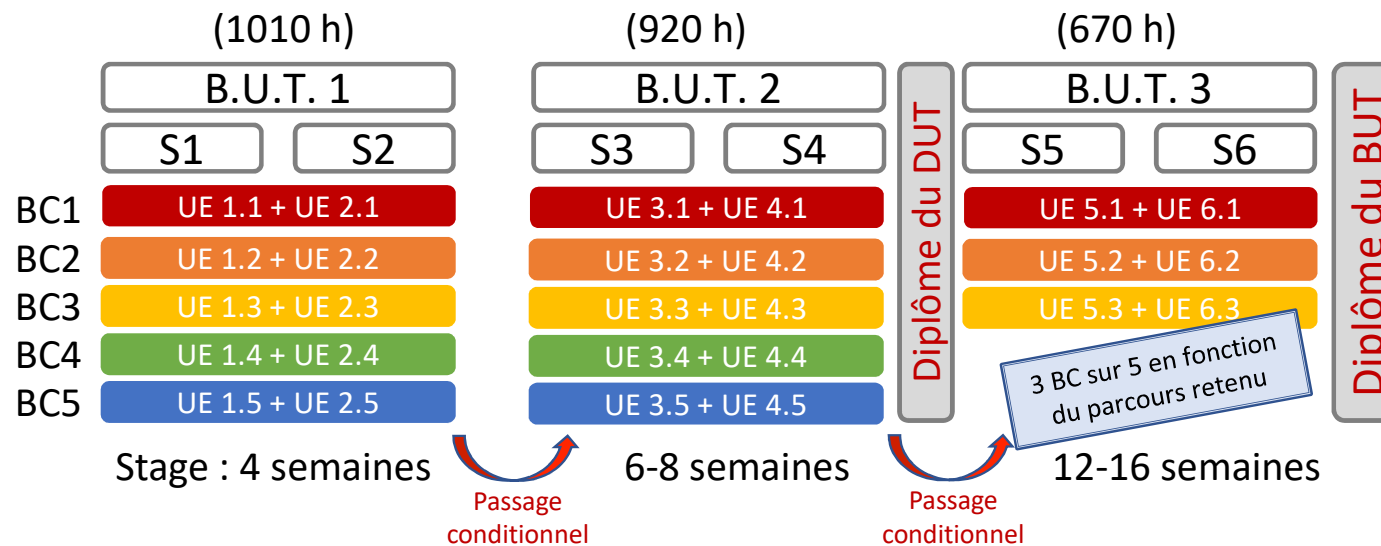 (1010 h)
(920 h)
(670 h)
B.U.T. 1
B.U.T. 2
B.U.T. 3
S1
S2
S3
S4
S5
S6
BC1
UE 1.1 + UE 2.1
UE 3.1 + UE 4.1
UE 5.1 + UE 6.1
BC2
UE 1.2 + UE 2.2
UE 3.2 + UE 4.2
UE 5.2 + UE 6.2
BC3
UE 1.3 + UE 2.3
UE 3.3 + UE 4.3
UE 5.3 + UE 6.3
BC4
UE 1.4 + UE 2.4
UE 3.4 + UE 4.4
BC5
UE 1.5 + UE 2.5
UE 3.5 + UE 4.5
Diplôme du DUT
3 BC sur 5 en fonction
du parcours retenu
Diplôme du BUT
Stage : 4 semaines
6-8 semaines
12-16 semaines
Passage
conditionnel
Passage
conditionnel